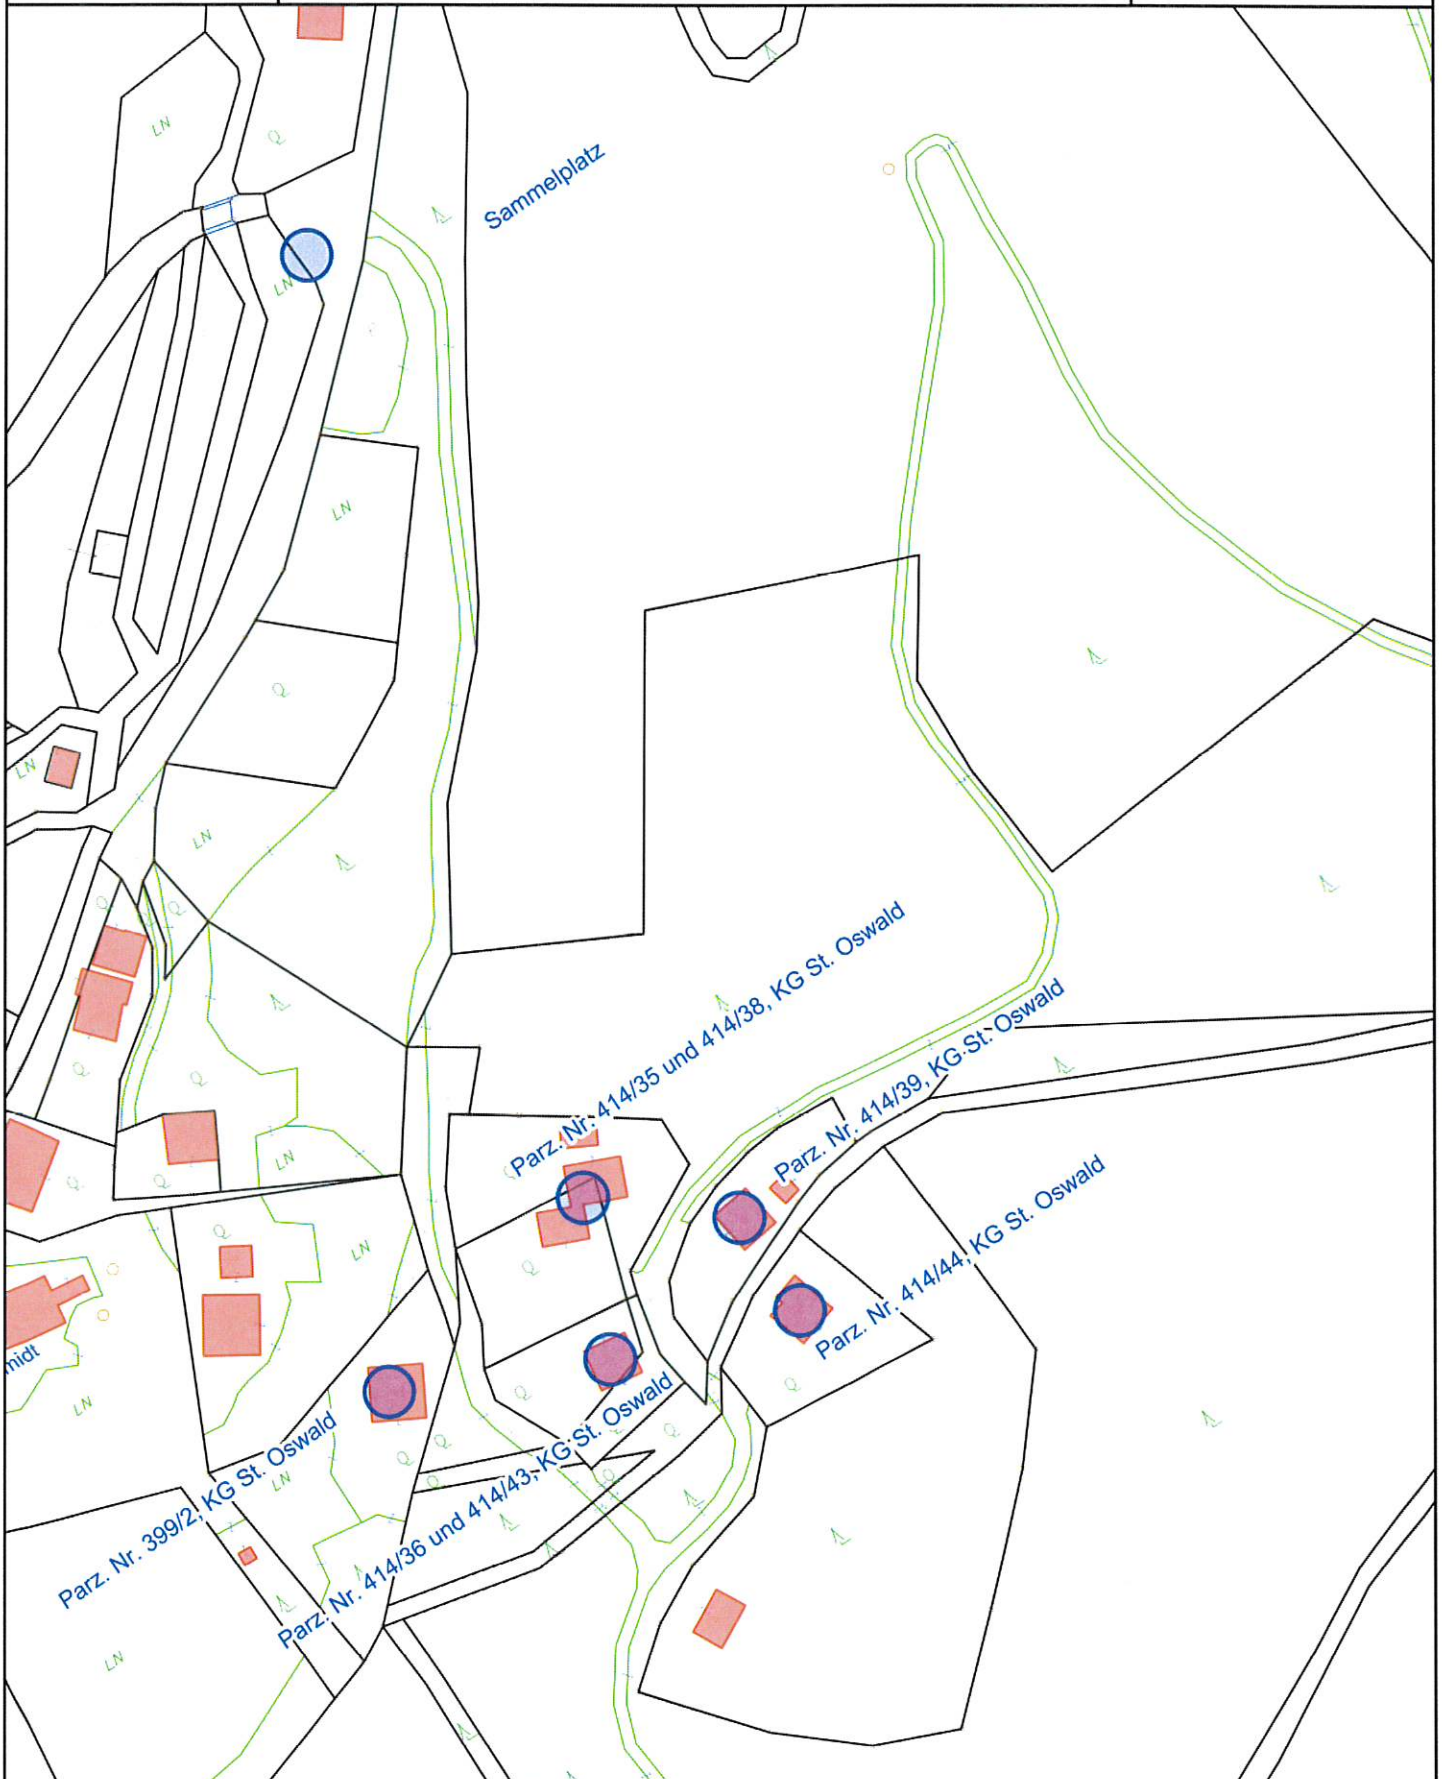 LN
Q
Sammelplatz
LN
LN
Q
LN
LN
Q
Q
Parz. Nr. 414/35 und 414/38, KG St. Oswald
Parz. Nr. 414/39, KG St. Oswald
Q
Q
LN
Q
Q
Parz. Nr. 414/44, KG St. Oswald
Q
LN
Q
midt
LN
Q
Q
Parz. Nr. 399/2, KG St. Oswald
Q
Q
Q
Q
LN
Parz. Nr. 414/36 und 414/43, KG St. Oswald
Q
LN